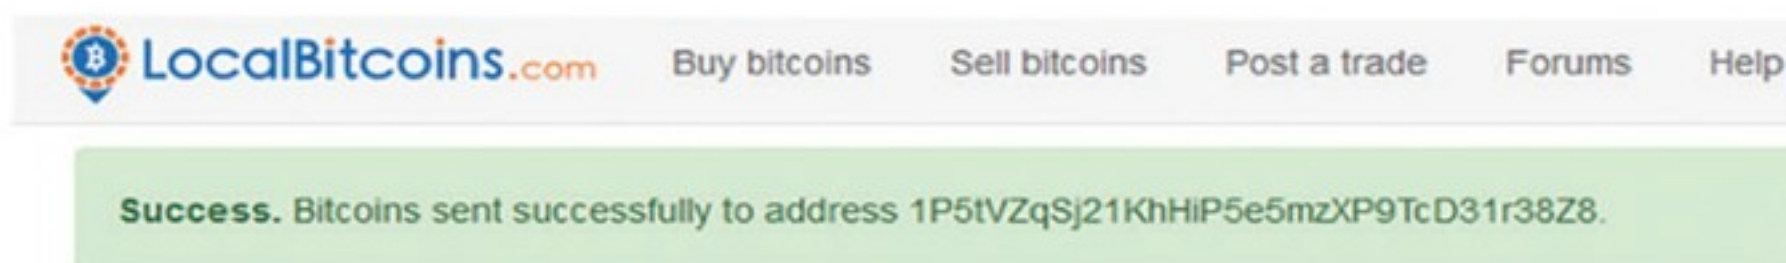 LocalBitcoins.com Buy bitcoins Sell bitcoins Post a trade Forums Help
Success. Bitcoins sent successfully to address 1P5tVZqSj21KhHiP5e5mzXP9TcD31r38Z8.